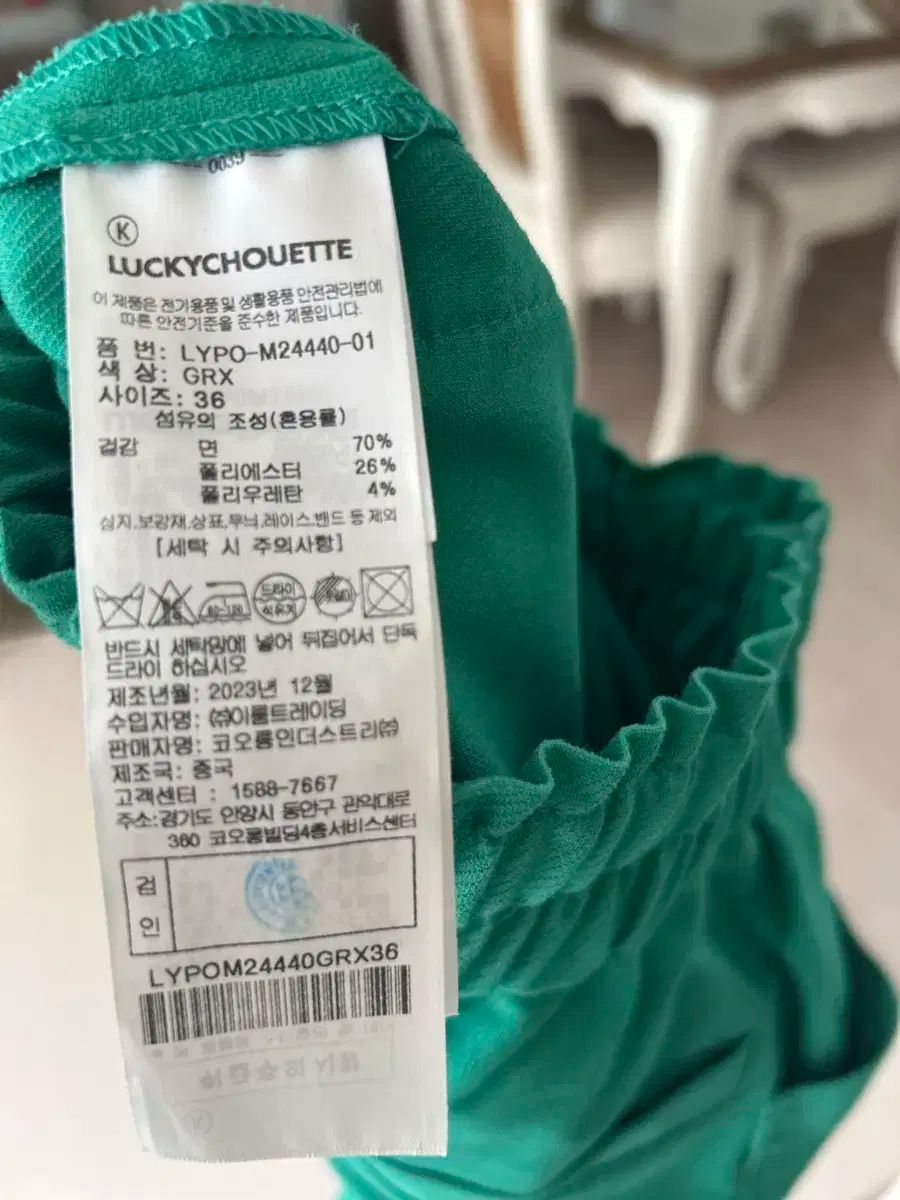 0039
K
LUCKYCHOUETTE
이 제품은 전기용품 및 생활용품 안전관리법에
따른 안전기준을 준수한 제품입니다.
품 번: LYPO-M24440-01
색 상: GRX
사이즈: 36
섬유의 조성(혼용률)
겉감 면 70%
폴리에스터 26%
폴리우레탄 4%
심지,보강재,상표,무늬,레이스,밴드 등 제외
[세탁 시 주의사항]
80-120 드라이 석유계
반드시 세탁망에 넣어 뒤집어서 단독
드라이 하십시오
제조년월: 2023년 12월
수입자명: ㈜이룸트레이딩
판매자명: 코오롱인더스트리㈜
제조국: 중국
고객센터 : 1588-7667
주소:경기도 안양시 동안구 관악대로
360 코오롱빌딩4층서비스센터
검
인
LYPOM24440GRX36
K